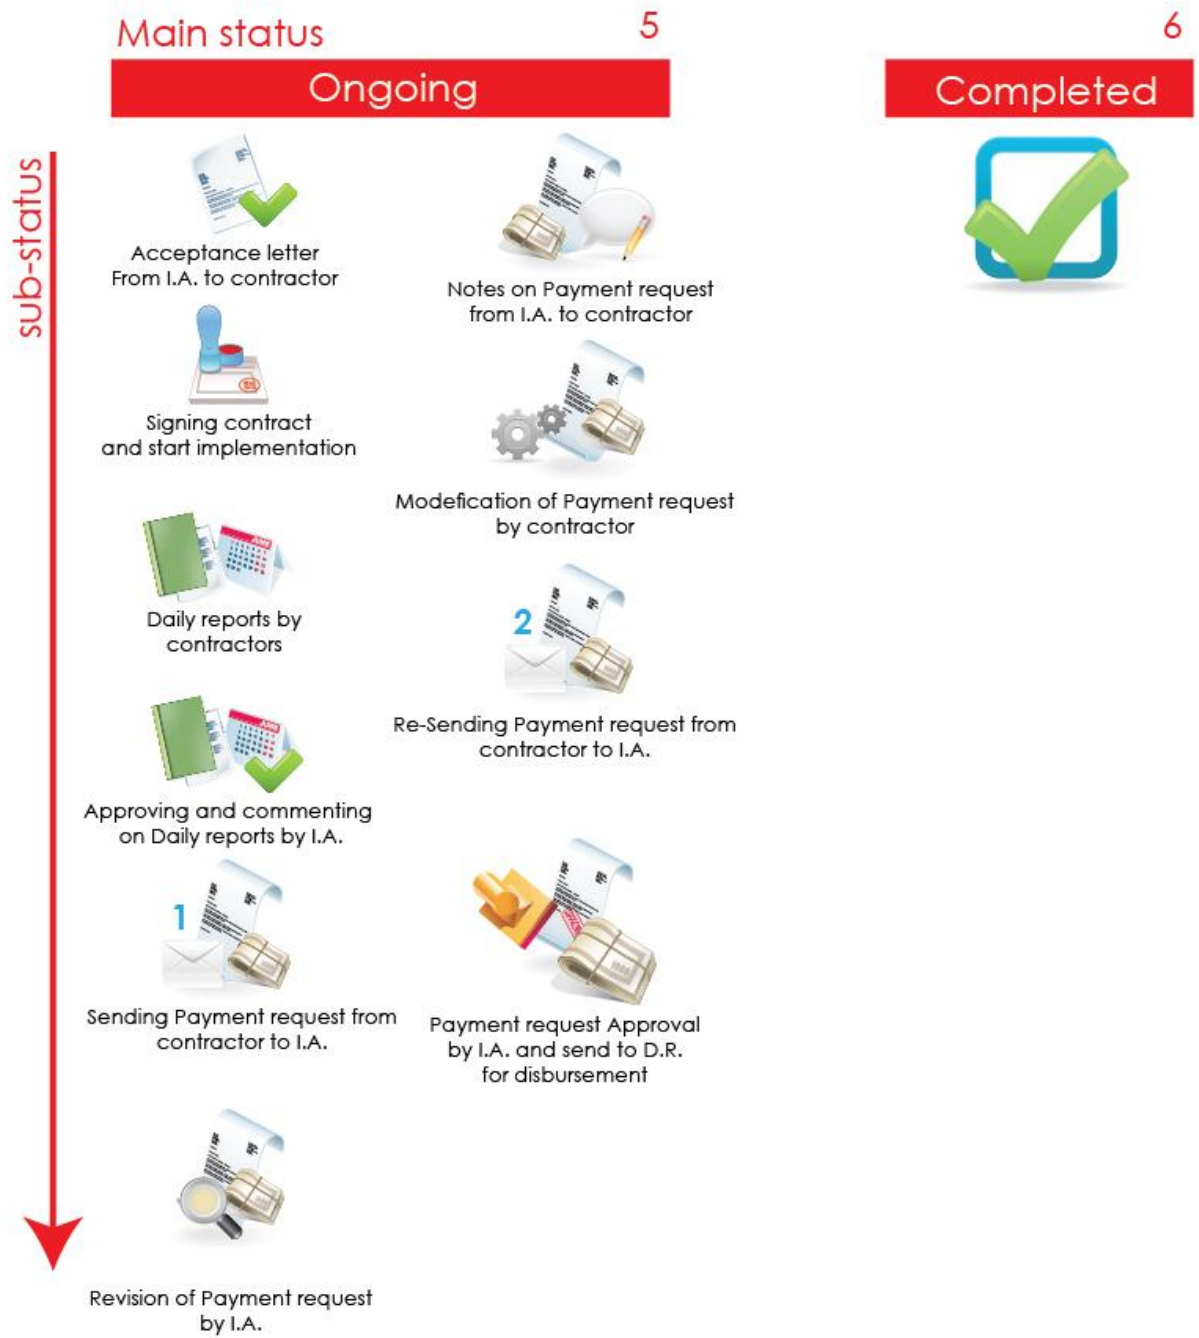 Main status
5
6
Ongoing
Completed
sub-status
Acceptance letter
From I.A. to contractor
Signing contract
and start implementation
JUNE
Daily reports by
contractors
JUNE
Approving and commenting
on Daily reports by I.A.
1
Sending Payment request from
contractor to I.A.
Revision of Payment request
by I.A.
Notes on Payment request
from I.A. to contractor
Modefication of Payment request
by contractor
2
Re-Sending Payment request from
contractor to I.A.
Payment request Approval
by I.A. and send to D.R.
for disbursement